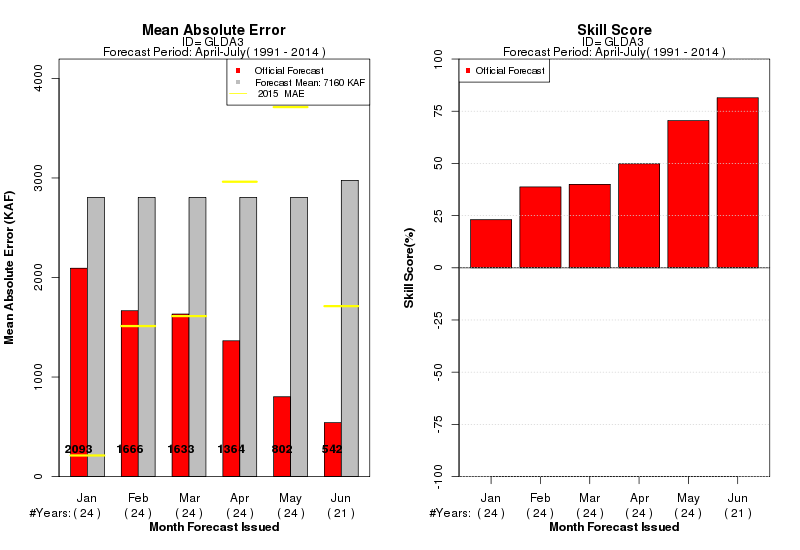 Mean Absolute Error
ID= GLDA3
Forecast Period: April-July( 1991 - 2014 )
Official Forecast
Forecast Mean: 7160 KAF
2015 MAE
Mean Absolute Error (KAF)
4000
3000
2000
1000
0
2093 1666 1633 1364 802 542
Jan Feb Mar Apr May Jun
#Years: ( 24 ) ( 24 ) ( 24 ) ( 24 ) ( 24 ) ( 21 )
Month Forecast Issued
Skill Score
ID= GLDA3
Forecast Period: April-July( 1991 - 2014 )
Official Forecast
Skill Score(%)
100
75
50
25
0
-25
-50
-75
-100
Jan Feb Mar Apr May Jun
#Years: ( 24 ) ( 24 ) ( 24 ) ( 24 ) ( 24 ) ( 21 )
Month Forecast Issued